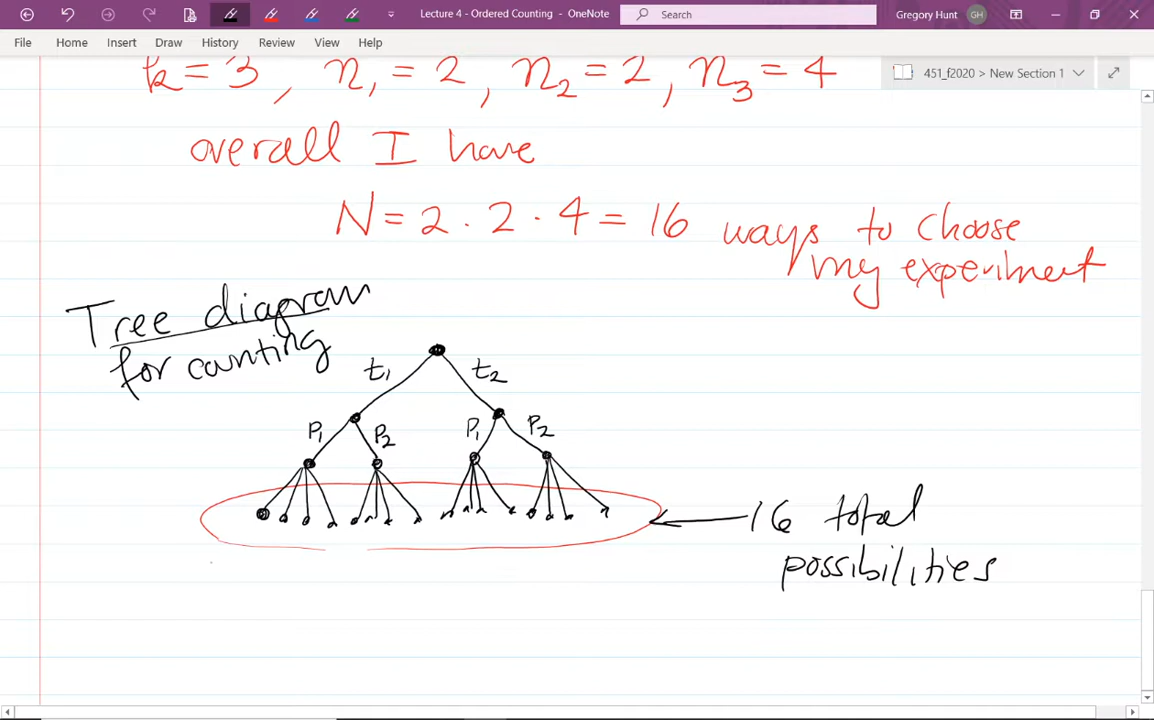 Lecture 4 - Ordered Counting - OneNote
Search
Gregory Hunt GH
File Home Insert Draw History Review View Help
451_f2020 > New Section 1
k = 3, n₁ = 2, n₂ = 2, n₃ = 4
overall I have
N = 2 · 2 · 4 = 16 ways to choose
my experiment
Tree diagram
for counting
t₁ t₂
P₁ P₂ P₁ P₂
16 total
possibilities